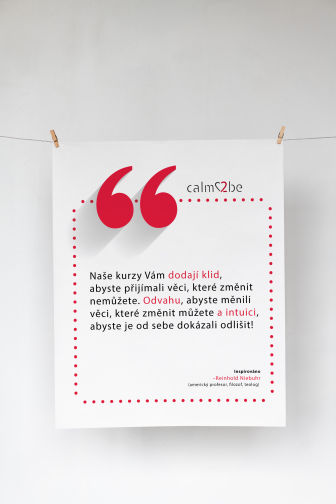 calm2be
Naše kurzy Vám dodají klid,
abyste přijímali věci, které změnit
nemůžete. Odvahu, abyste měnili
věci, které změnit můžete a intuici,
abyste je od sebe dokázali odlišit!
Inspirováno
–Reinhold Niebuhr
(americký profesor, filozof, teolog)